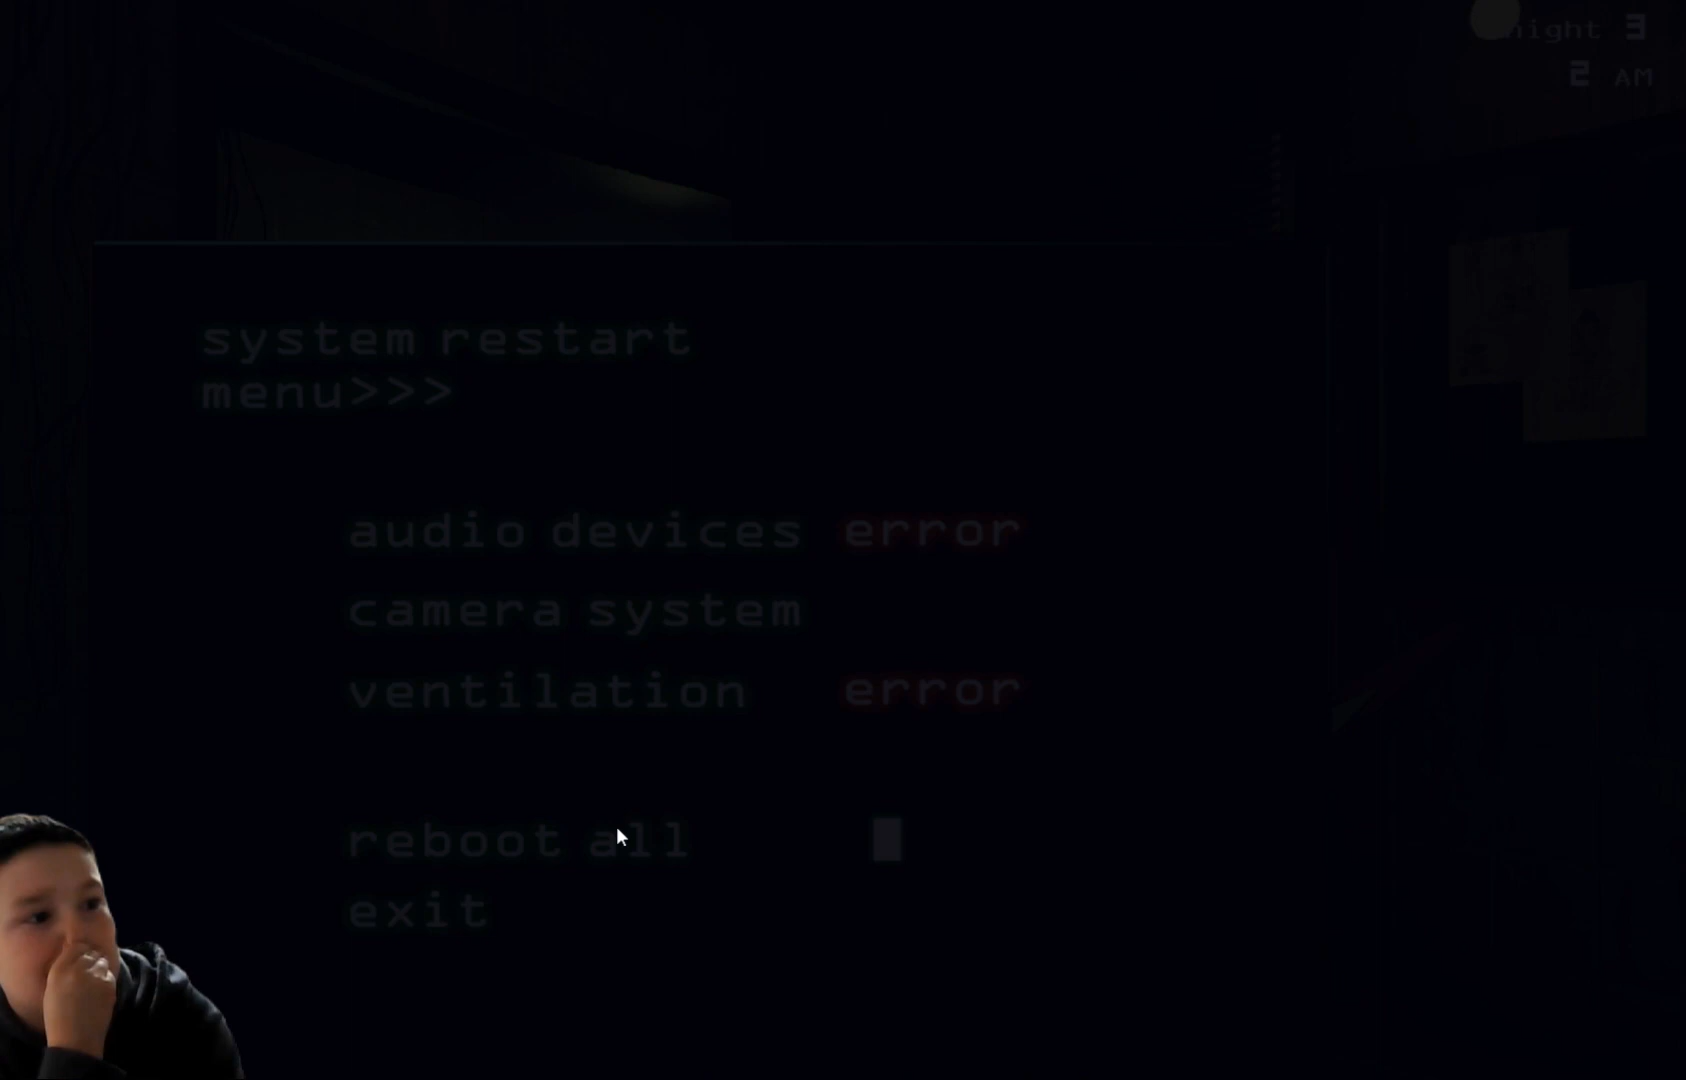 night 3
2 AM
system restart
menu>>>
audio devices error
camera system
ventilation error
reboot all
exit